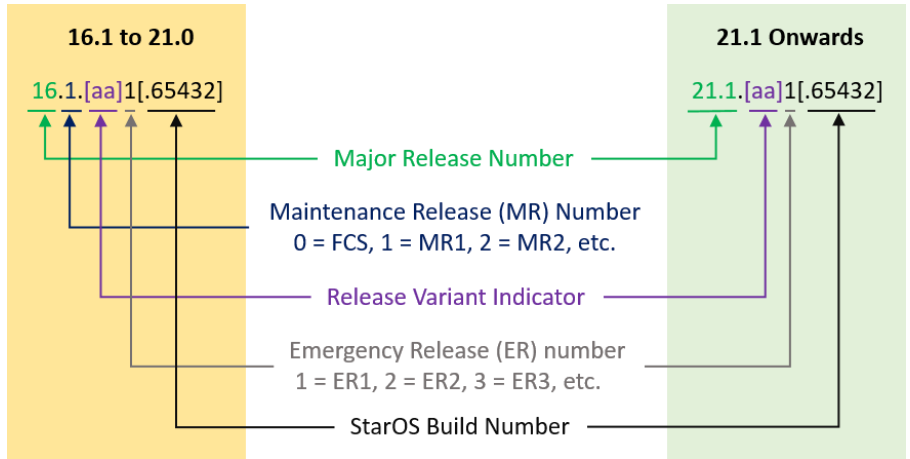 16.1 to 21.0
21.1 Onwards
16.1.[aa]1[.65432]
21.1.[aa]1[.65432]
Major Release Number
Maintenance Release (MR) Number
0 = FCS, 1 = MR1, 2 = MR2, etc.
Release Variant Indicator
Emergency Release (ER) number
1 = ER1, 2 = ER2, 3 = ER3, etc.
StarOS Build Number